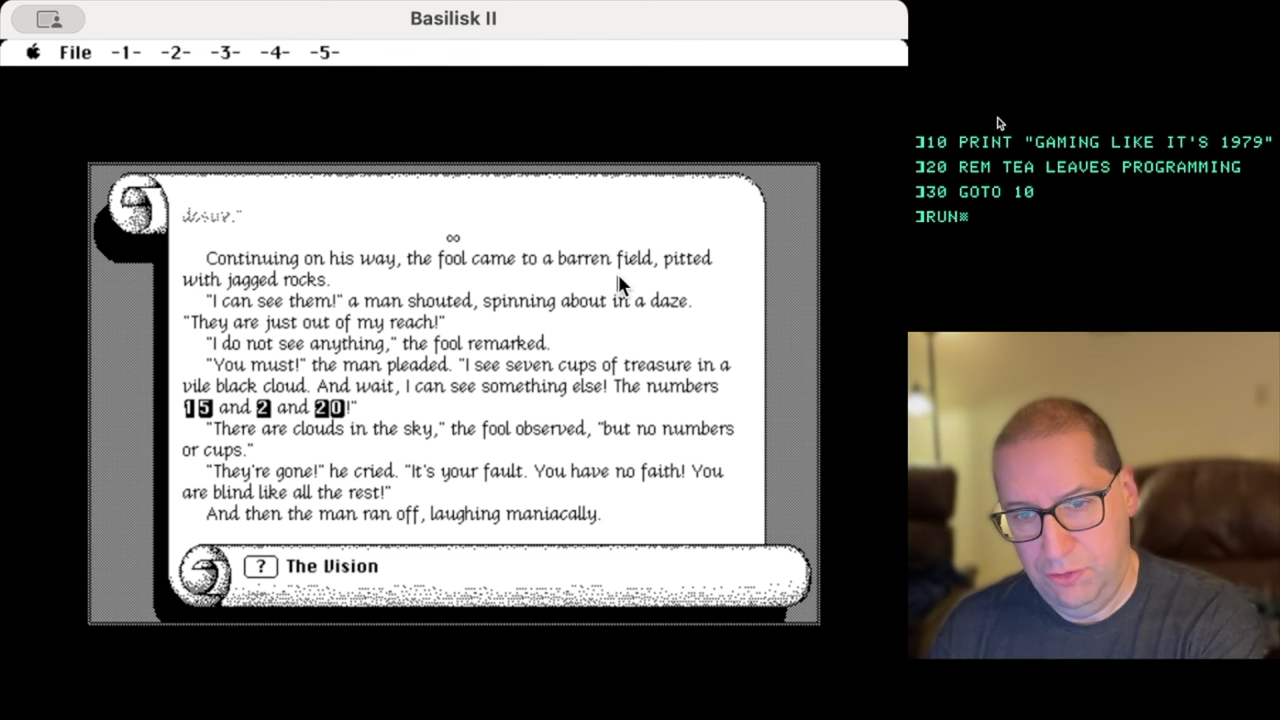 Basilisk II
File -1- -2- -3- -4- -5-
desire."
∞
Continuing on his way, the fool came to a barren field, pitted
with jagged rocks.
"I can see them!" a man shouted, spinning about in a daze.
"They are just out of my reach!"
"I do not see anything," the fool remarked.
"You must!" the man pleaded. "I see seven cups of treasure in a
vile black cloud. And wait, I can see something else! The numbers
15 and 2 and 20!"
"There are clouds in the sky," the fool observed, "but no numbers
or cups."
"They're gone!" he cried. "It's your fault. You have no faith! You
are blind like all the rest!"
And then the man ran off, laughing maniacally.
? The Vision
]10 PRINT "GAMING LIKE IT'S 1979"
]20 REM TEA LEAVES PROGRAMMING
]30 GOTO 10
]RUN